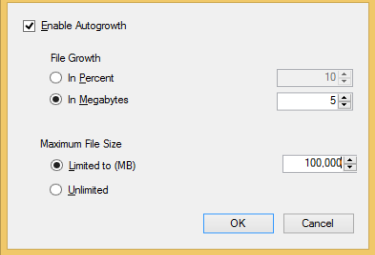 Enable Autogrowth
File Growth
In Percent 10
In Megabytes 5
Maximum File Size
Limited to (MB) 100,000
Unlimited
OK Cancel